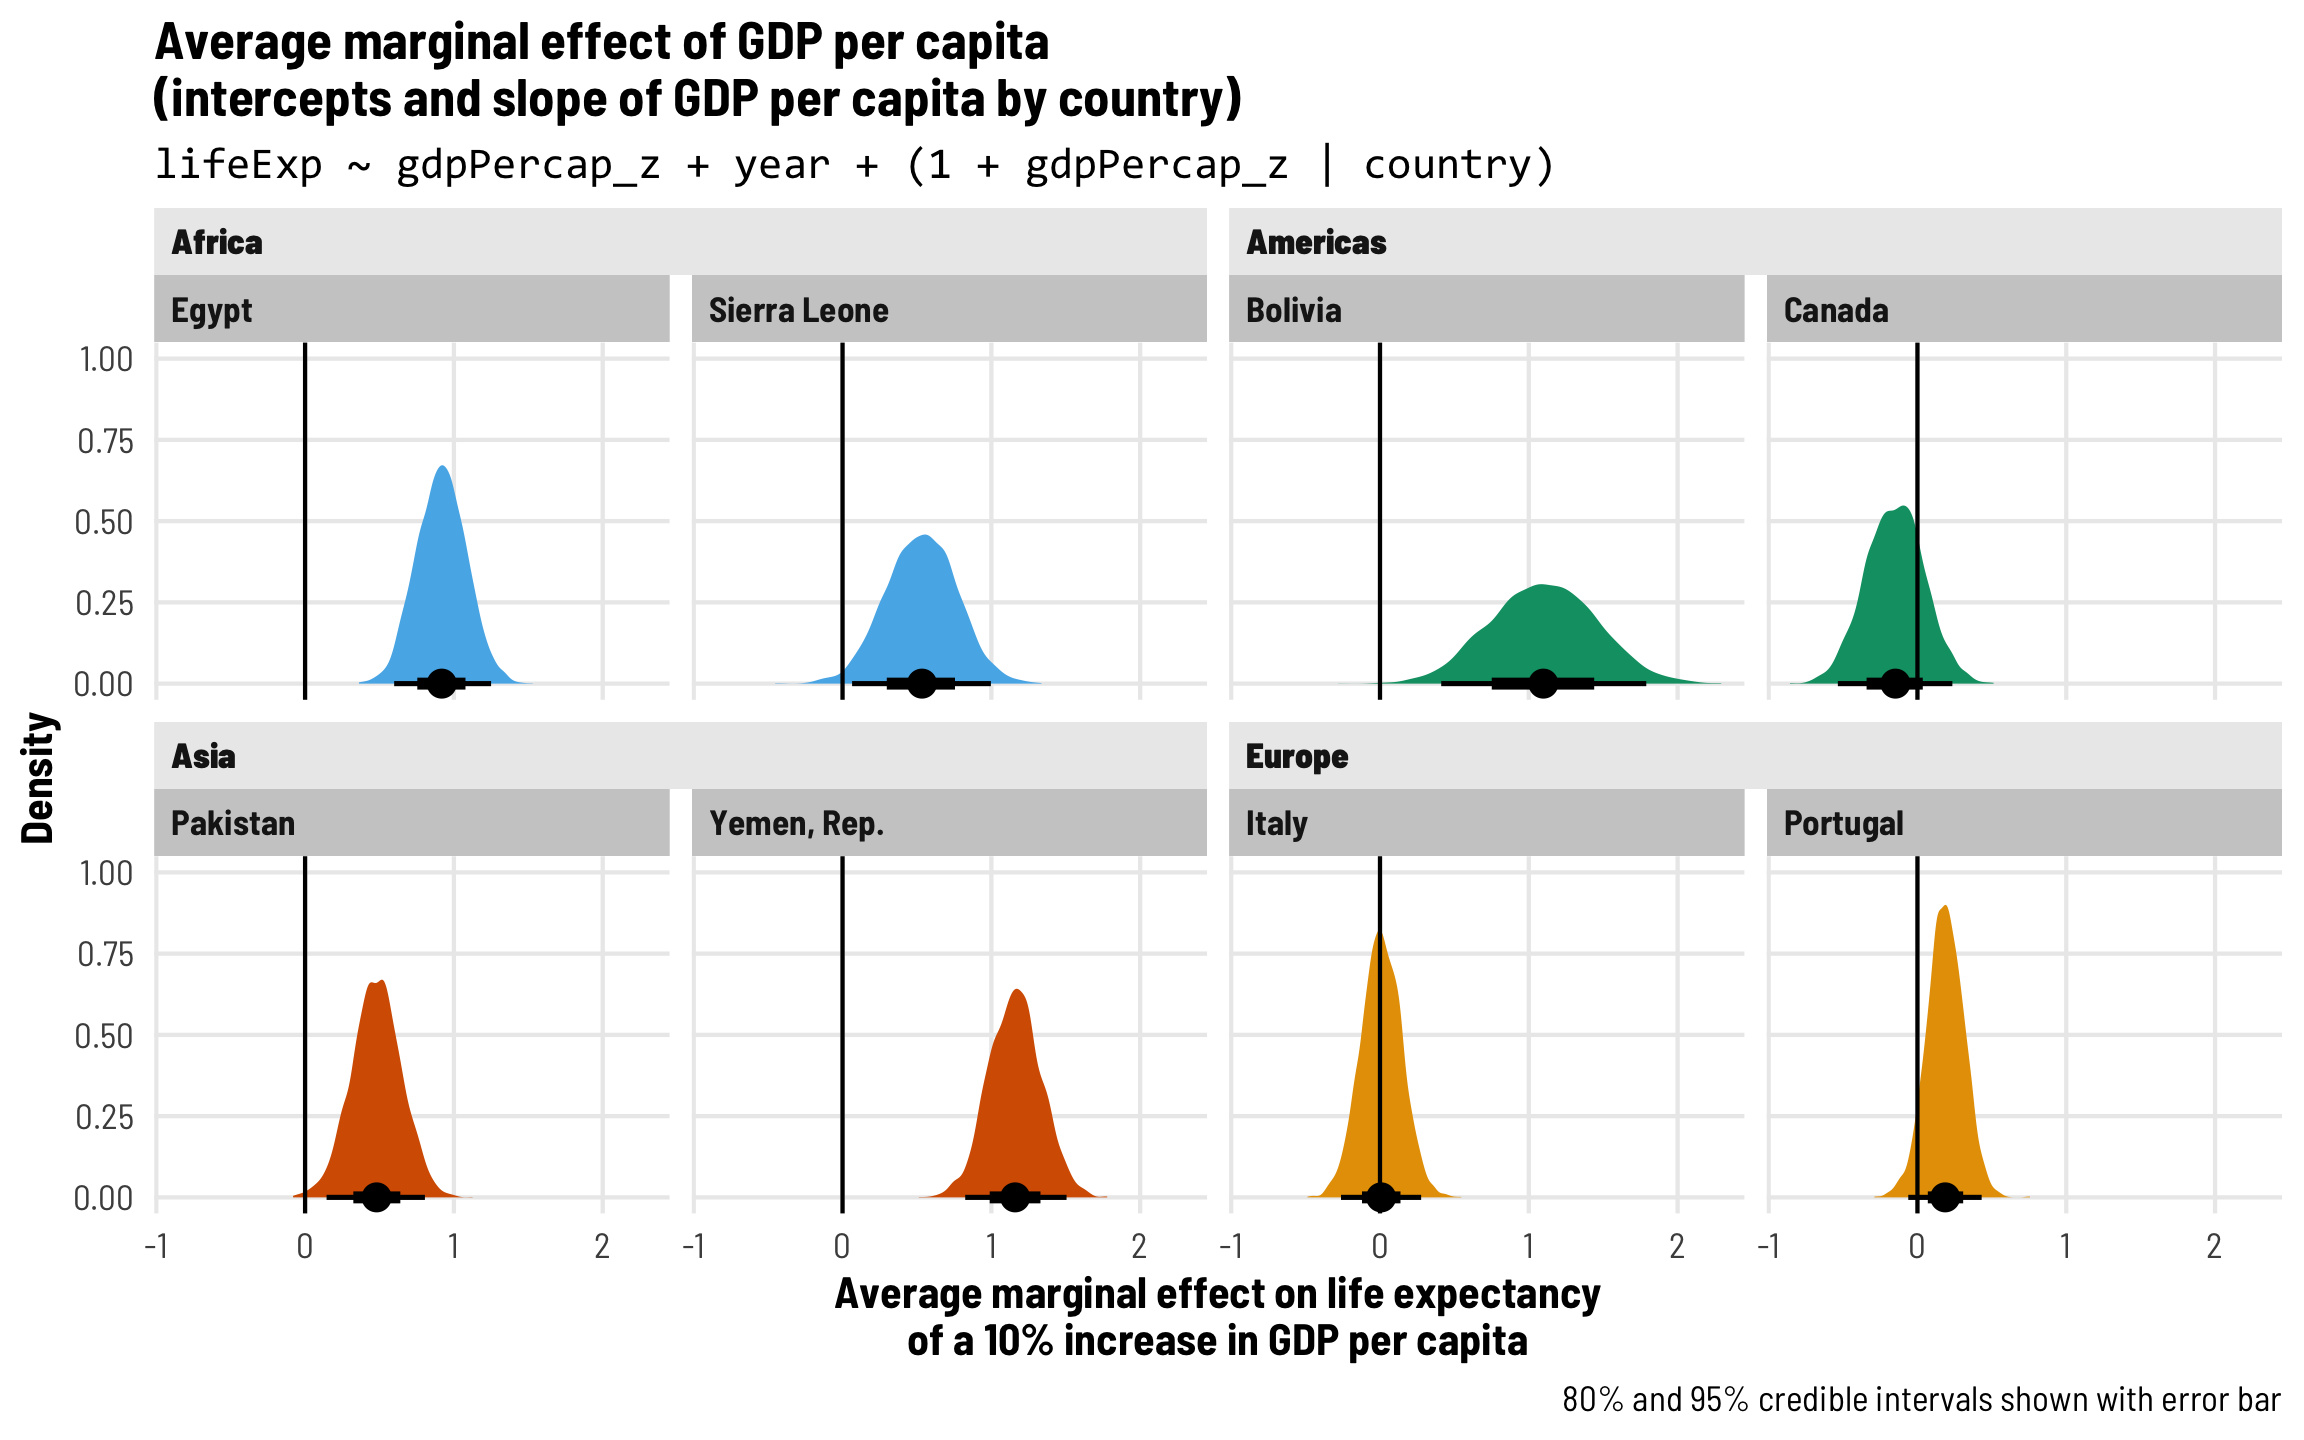 Average marginal effect of GDP per capita
(intercepts and slope of GDP per capita by country)
lifeExp ~ gdpPercap_z + year + (1 + gdpPercap_z | country)
Africa
Americas
Egypt
Sierra Leone
Bolivia
Canada
1.00
0.75
0.50
0.25
0.00
Density
Asia
Europe
Pakistan
Yemen, Rep.
Italy
Portugal
1.00
0.75
0.50
0.25
0.00
-1 0 1 2
-1 0 1 2
-1 0 1 2
-1 0 1 2
Average marginal effect on life expectancy
of a 10% increase in GDP per capita
80% and 95% credible intervals shown with error bar